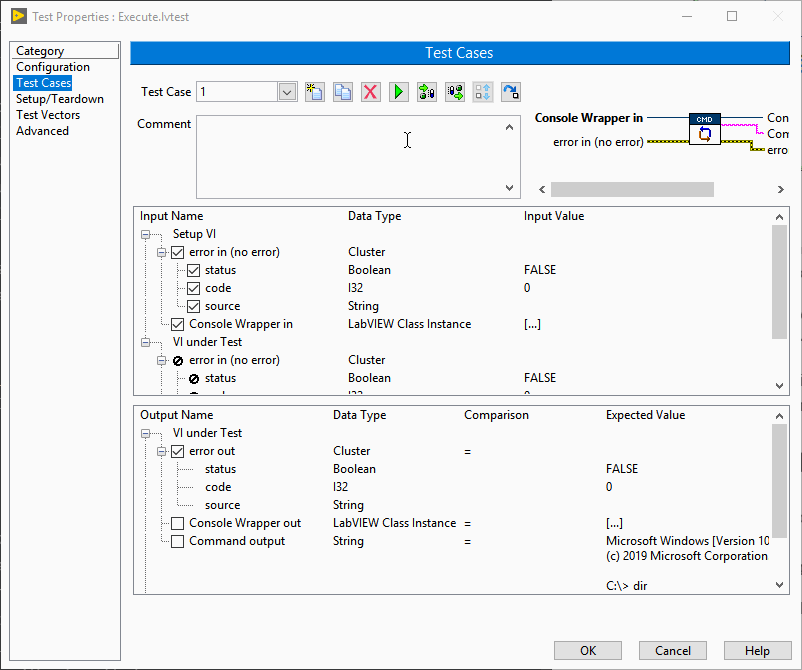 Test Properties : Execute.lvtest
Category
Configuration
Test Cases
Setup/Teardown
Test Vectors
Advanced
Test Cases
Test Case 1
Comment
Console Wrapper in
error in (no error)
CMD
Con
Com
erro
Input Name Data Type Input Value
Setup VI
error in (no error) Cluster
status Boolean FALSE
code I32 0
source String
Console Wrapper in LabVIEW Class Instance [...]
VI under Test
error in (no error) Cluster
status Boolean FALSE
Output Name Data Type Comparison Expected Value
VI under Test
error out Cluster =
status Boolean FALSE
code I32 0
source String
Console Wrapper out LabVIEW Class Instance = [...]
Command output String = Microsoft Windows [Version 10
(c) 2019 Microsoft Corporation
C:\> dir
OK Cancel Help